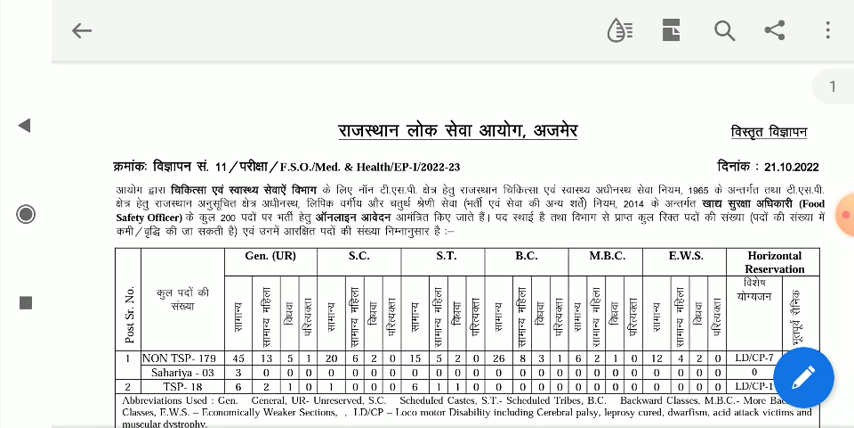 1
राजस्थान लोक सेवा आयोग, अजमेर
विस्तृत विज्ञापन
क्रमांकः विज्ञापन सं. 11/परीक्षा/F.S.O./Med. & Health/EP-I/2022-23 दिनांक : 21.10.2022
आयोग द्वारा चिकित्सा एवं स्वास्थ्य सेवाऐं विभाग के लिए नॉन टी.एस.पी. क्षेत्र हेतु राजस्थान चिकित्सा एवं स्वास्थ्य अधीनस्थ सेवा नियम, 1965 के अन्तर्गत तथा टी.एस.पी.
क्षेत्र हेतु राजस्थान अनुसूचित क्षेत्र अधीनस्थ, लिपिक वर्गीय और चतुर्थ श्रेणी सेवा (भर्ती एवं सेवा की अन्य शर्तें) नियम, 2014 के अन्तर्गत खाद्य सुरक्षा अधिकारी (Food
Safety Officer) के कुल 200 पदों पर भर्ती हेतु ऑनलाइन आवेदन आमंत्रित किए जाते हैं। पद स्थाई है तथा विभाग से प्राप्त कुल रिक्त पदों की संख्या (पदों की संख्या में
कमी/वृद्धि की जा सकती है) एवं उनमें आरक्षित पदों की संख्या निम्नानुसार है :–
Post Sr. No. कुल पदों की संख्या Gen. (UR) S.C. S.T. B.C. M.B.C. E.W.S. Horizontal Reservation
सामान्य सामान्य महिला विधवा परित्यक्ता सामान्य सामान्य महिला विधवा परित्यक्ता सामान्य सामान्य महिला विधवा परित्यक्ता सामान्य सामान्य महिला विधवा परित्यक्ता सामान्य सामान्य महिला विधवा परित्यक्ता सामान्य सामान्य महिला विधवा परित्यक्ता विशेष योग्यजन भूतपूर्व सैनिक
1 NON TSP- 179 45 13 5 1 20 6 2 0 15 5 2 0 26 8 3 1 6 2 1 0 12 4 2 0 LD/CP-7
Sahariya - 03 3 0 0 0 0 0 0 0 0 0 0 0 0 0 0 0 0 0 0 0 0 0 0 0 0
2 TSP- 18 6 2 1 0 1 0 0 0 6 1 1 0 0 0 0 0 0 0 0 0 0 0 0 0 LD/CP-1
Abbreviations Used : Gen. General, UR- Unreserved, S.C. Scheduled Castes, S.T.- Scheduled Tribes, B.C. Backward Classes, M.B.C.- More
Classes, E.W.S. – Economically Weaker Sections, , LD/CP – Loco motor Disability including Cerebral palsy, leprosy cured, dwarfism, acid attack victims and
muscular dystrophy.